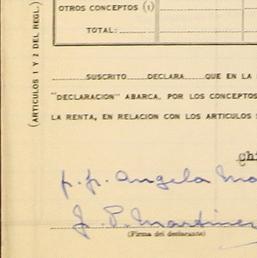 OTROS CONCEPTOS (1)
TOTAL:
(ARTICULOS 1 Y 2 DEL REGL.)
SUSCRITO DECLARA QUE EN LA
"DECLARACION" ABARCA, POR LOS CONCEPTOS
LA RENTA, EN RELACION CON LOS ARTICULOS
p.p. Angela
J. P. Martinez
(Firma del declarante)